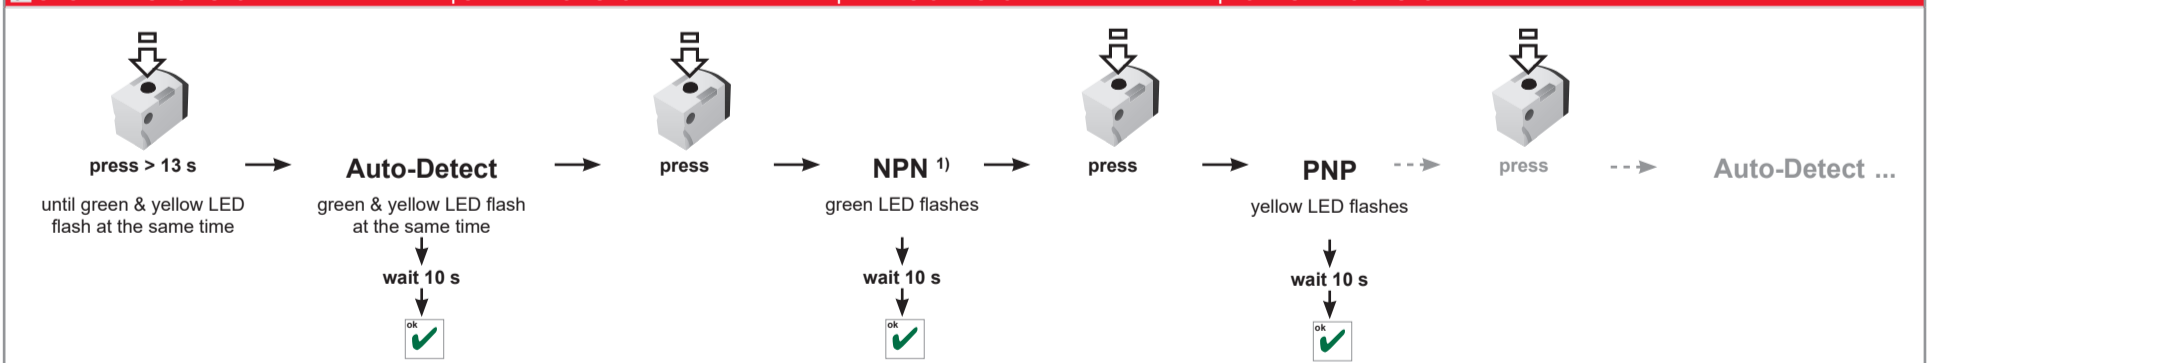 press > 13 s
until green & yellow LED
flash at the same time
Auto-Detect
green & yellow LED flash
at the same time
wait 10 s
ok
press
NPN ¹⁾
green LED flashes
wait 10 s
ok
press
PNP
yellow LED flashes
wait 10 s
ok
press
Auto-Detect ...